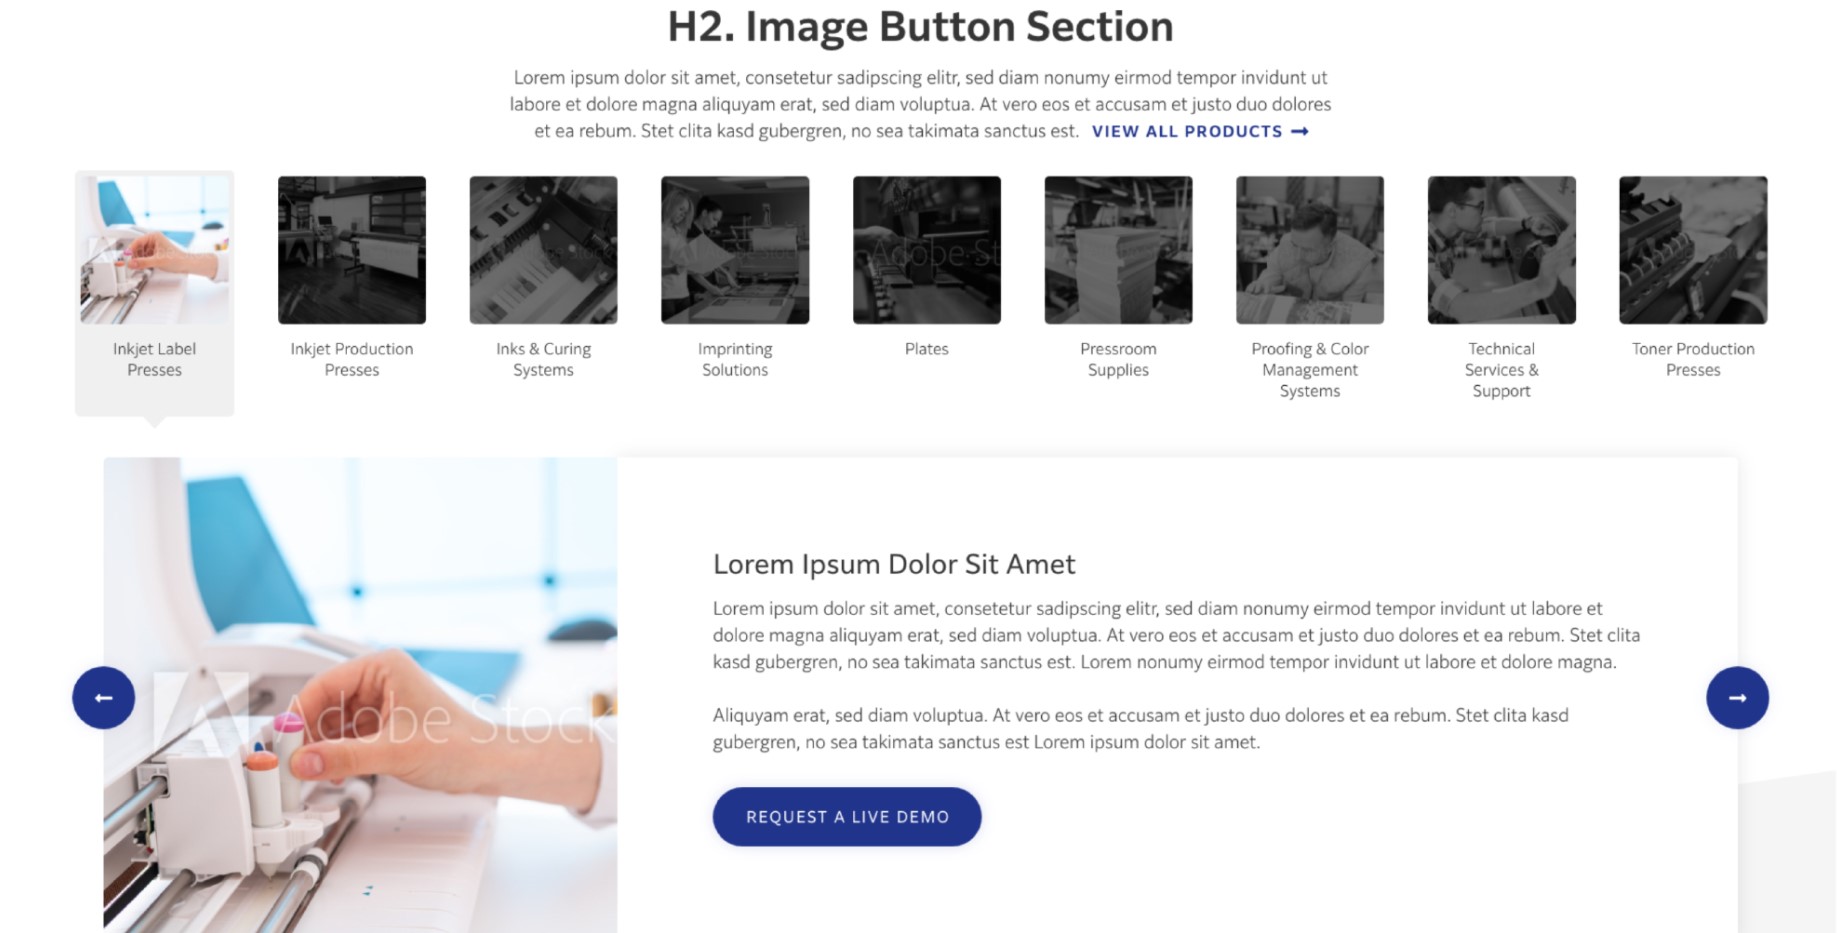 H2. Image Button Section
Lorem ipsum dolor sit amet, consetetur sadipscing elitr, sed diam nonumy eirmod tempor invidunt ut
labore et dolore magna aliquyam erat, sed diam voluptua. At vero eos et accusam et justo duo dolores
et ea rebum. Stet clita kasd gubergren, no sea takimata sanctus est. VIEW ALL PRODUCTS →
Adobe St
Inkjet Label
Presses
Inkjet Production
Presses
Inks & Curing
Systems
Imprinting
Solutions
Plates
Pressroom
Supplies
Proofing & Color
Management
Systems
Technical
Services &
Support
Toner Production
Presses
Lorem Ipsum Dolor Sit Amet
Lorem ipsum dolor sit amet, consetetur sadipscing elitr, sed diam nonumy eirmod tempor invidunt ut labore et
dolore magna aliquyam erat, sed diam voluptua. At vero eos et accusam et justo duo dolores et ea rebum. Stet clita
kasd gubergren, no sea takimata sanctus est. Lorem nonumy eirmod tempor invidunt ut labore et dolore magna.
Adobe Stock
Aliquyam erat, sed diam voluptua. At vero eos et accusam et justo duo dolores et ea rebum. Stet clita kasd
gubergren, no sea takimata sanctus est Lorem ipsum dolor sit amet.
REQUEST A LIVE DEMO